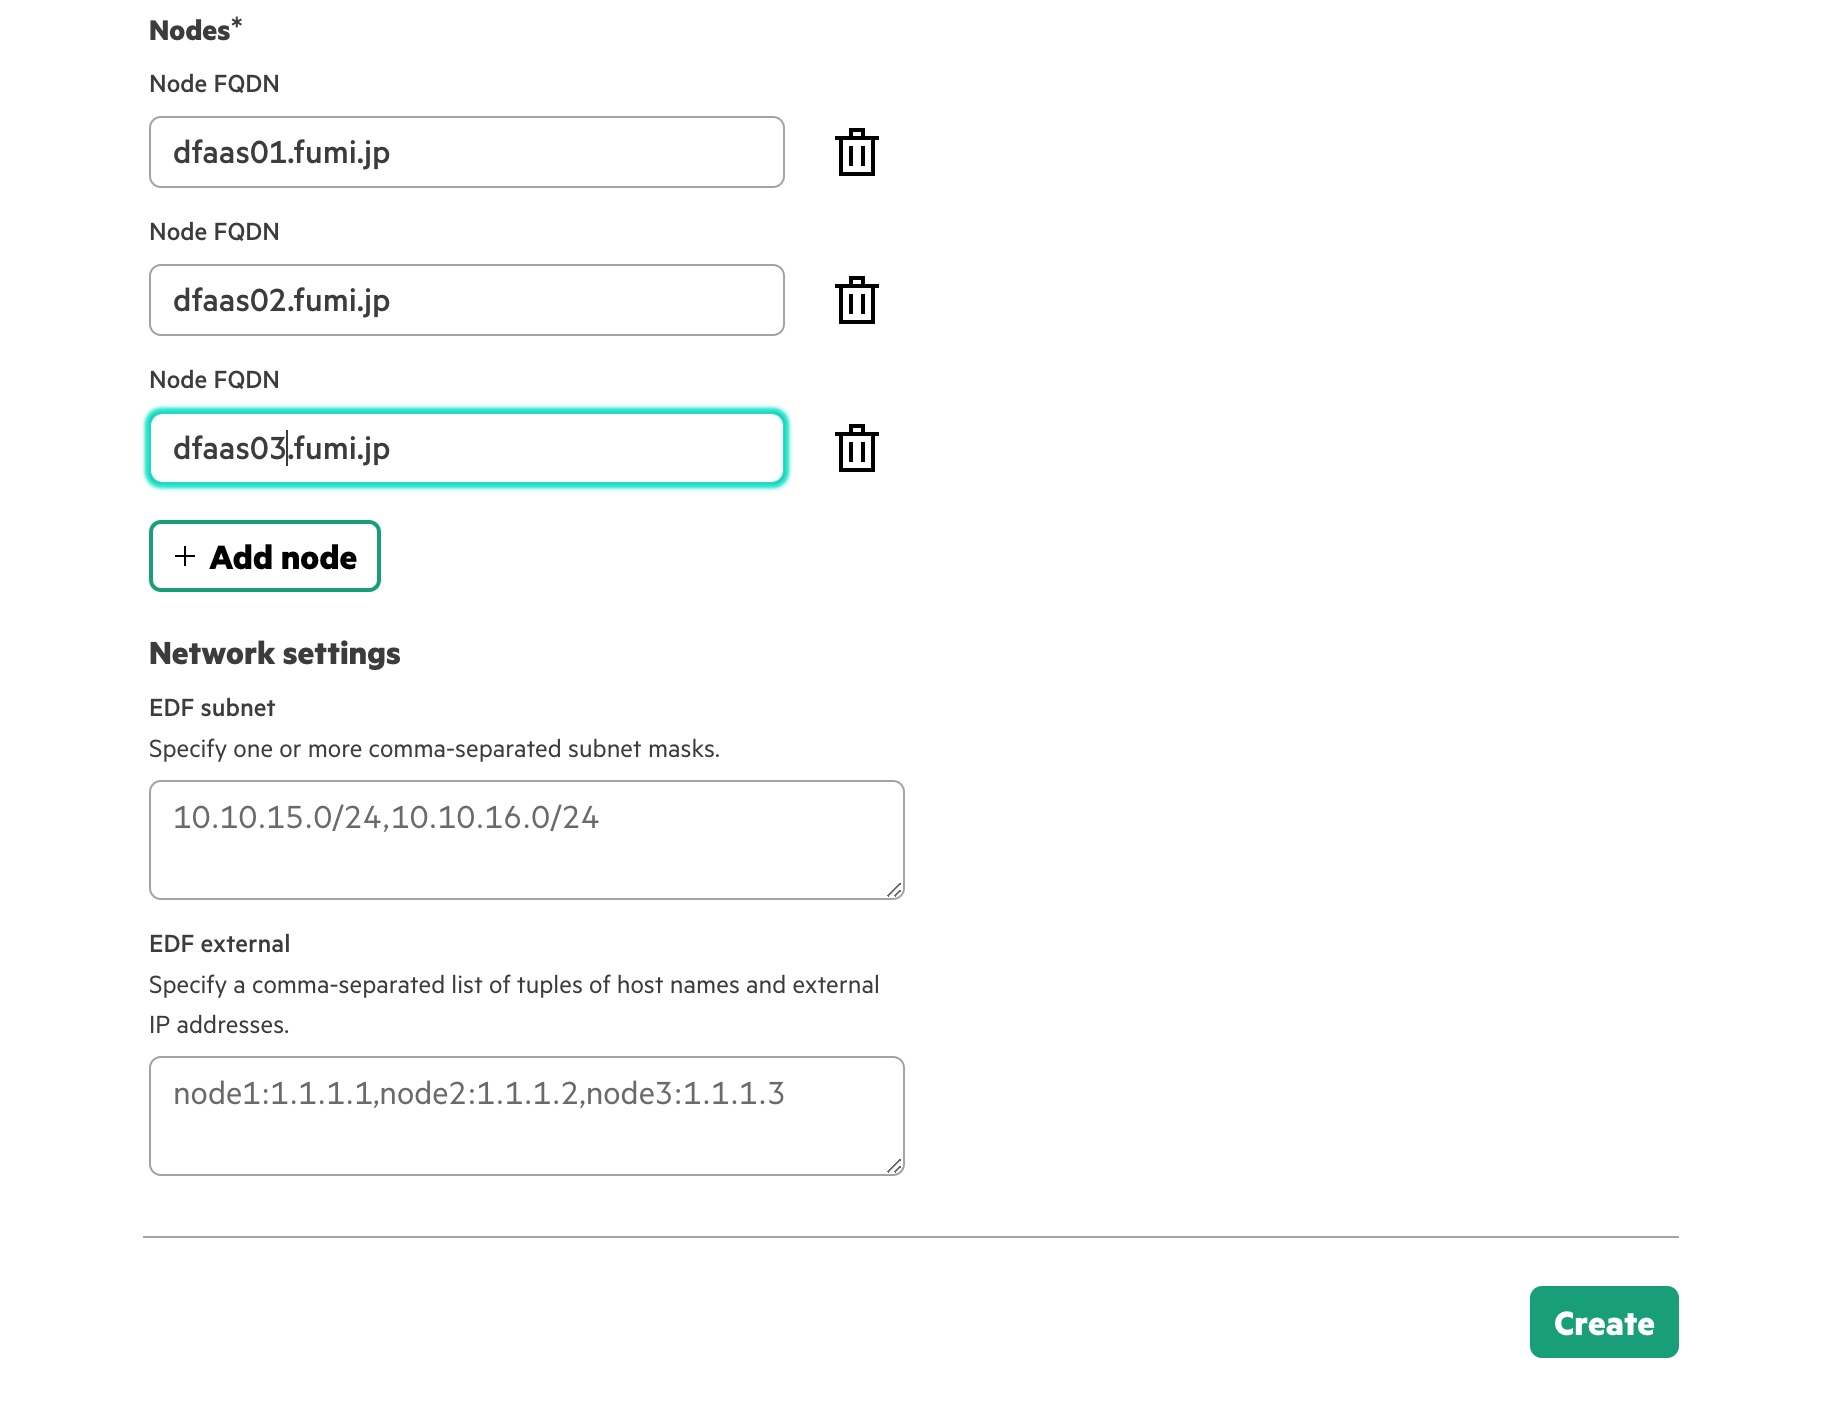 Nodes*
Node FQDN
dfaas01.fumi.jp
Node FQDN
dfaas02.fumi.jp
Node FQDN
dfaas03.fumi.jp
+ Add node
Network settings
EDF subnet
Specify one or more comma-separated subnet masks.
10.10.15.0/24,10.10.16.0/24
EDF external
Specify a comma-separated list of tuples of host names and external
IP addresses.
node1:1.1.1.1,node2:1.1.1.2,node3:1.1.1.3
Create